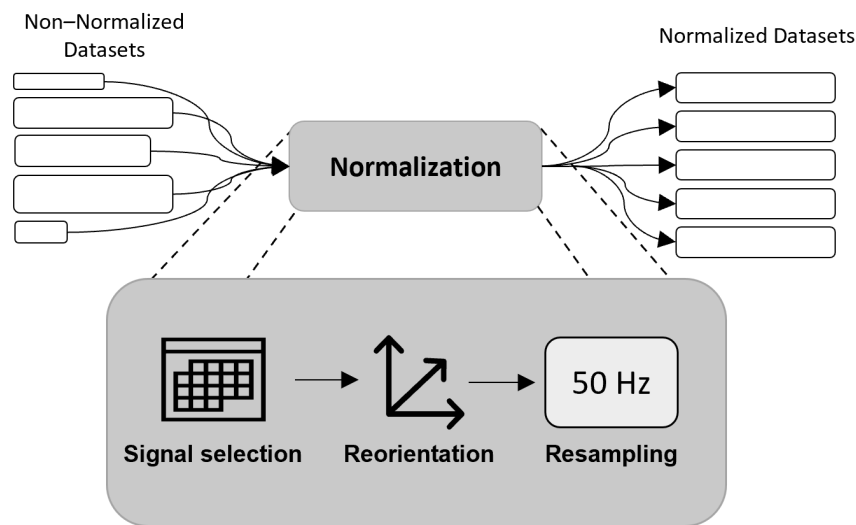 Non–Normalized
Datasets
Normalized Datasets
Normalization
50 Hz
Signal selection
Reorientation
Resampling